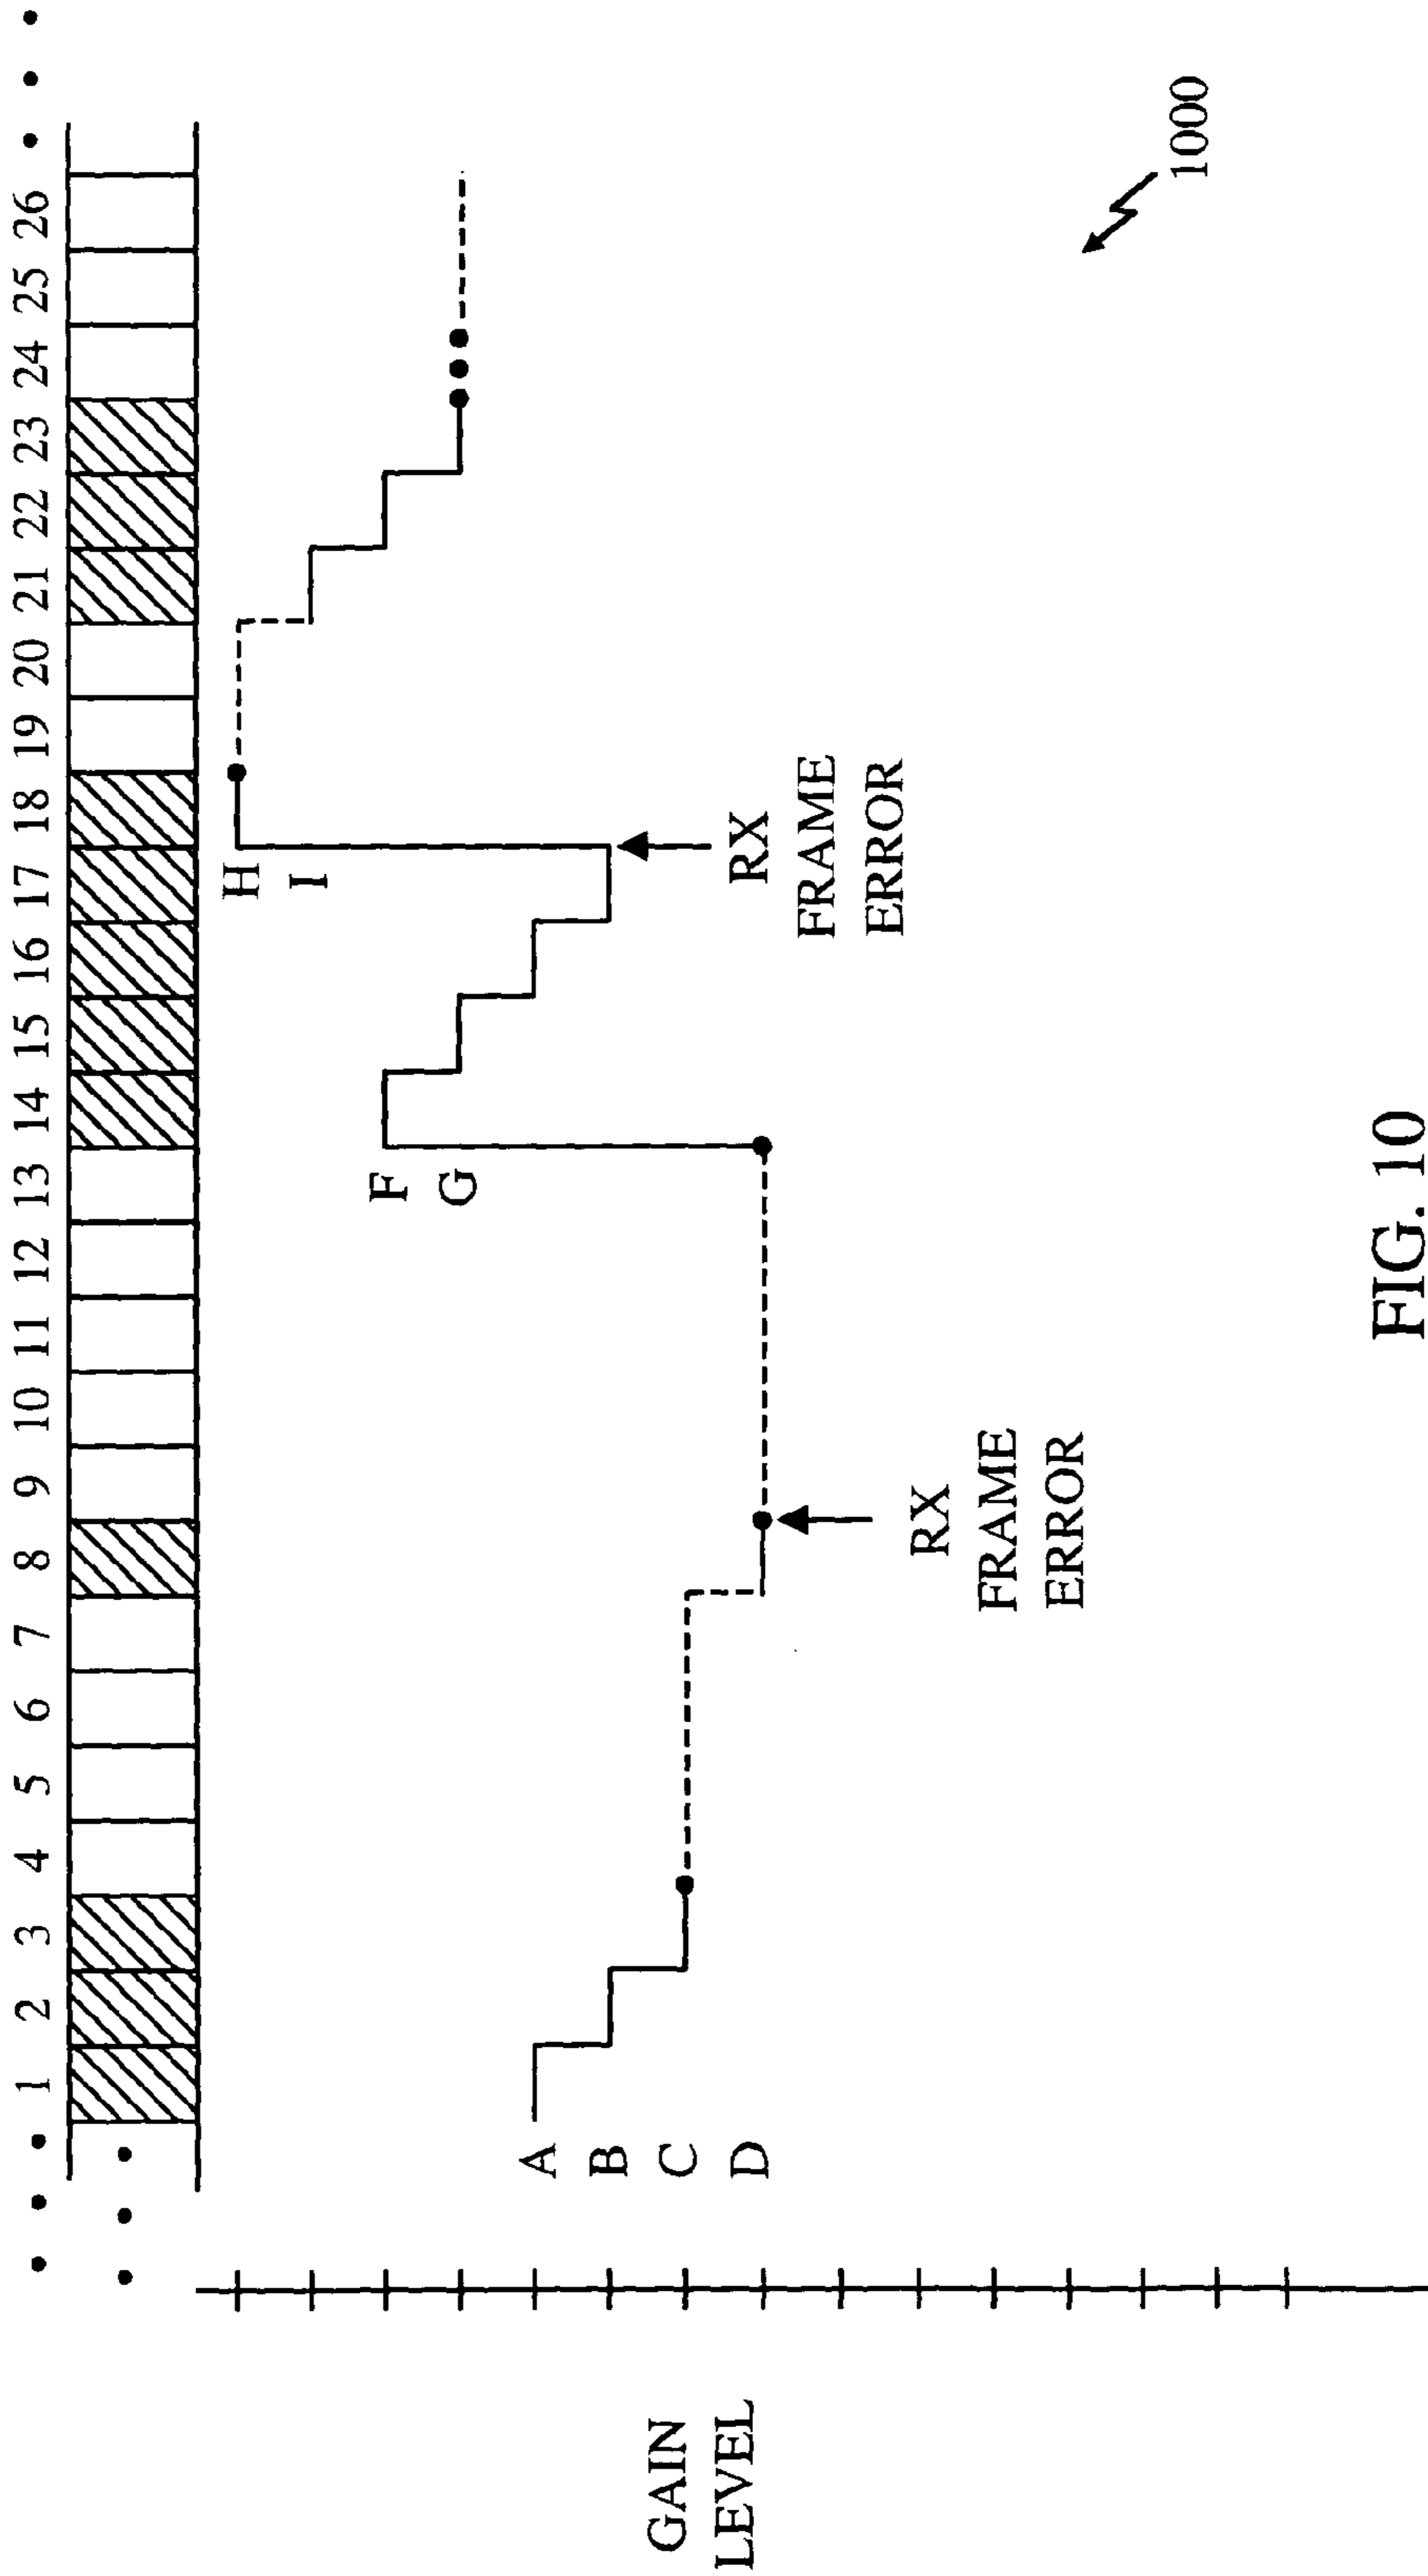 1 2 3 4 5 6 7 8 9 10 11 12 13 14 15 16 17 18 19 20 21 22 23 24 25 26
H
I
F
G
A
B
C
D
GAIN
LEVEL
RX
FRAME
ERROR
RX
FRAME
ERROR
1000
FIG. 10